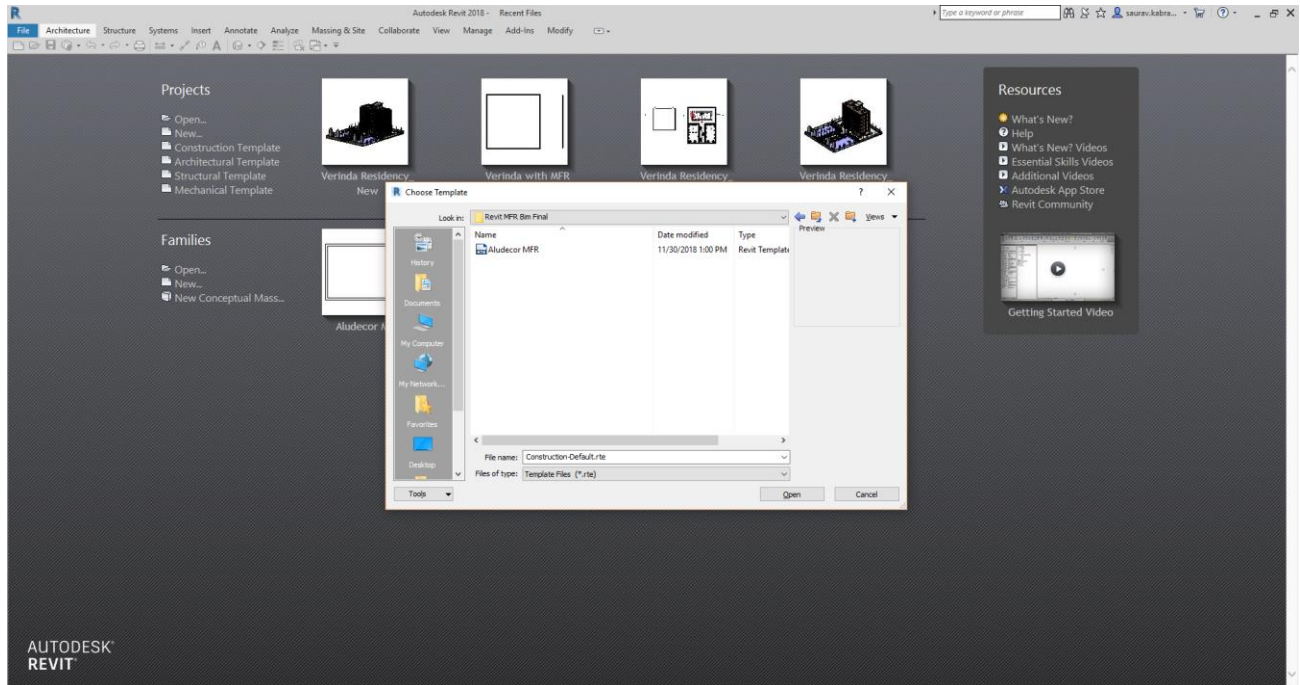 Autodesk Revit 2018 - Recent Files
Type a keyword or phrase
saurav.kabra...
File Architecture Structure Systems Insert Annotate Analyze Massing & Site Collaborate View Manage Add-Ins Modify
Projects
Open...
New...
Construction Template
Architectural Template
Structural Template
Mechanical Template
Verinda Residency_
New
Verinda with MFR
Verinda Residency_
Verinda Residency_
Families
Open...
New...
New Conceptual Mass...
Aludecor
Resources
What's New?
Help
What's New? Videos
Essential Skills Videos
Additional Videos
Autodesk App Store
Revit Community
Getting Started Video
Choose Template
Look in: Revit MFR Bim Final
Views
Name Date modified Type
Preview
Aludecor MFR 11/30/2018 1:00 PM Revit Template
History
Documents
My Computer
My Network...
Favorites
Desktop
File name: Construction-Default.rte
Files of type: Template Files (*.rte)
Tools
Open Cancel
AUTODESK®
REVIT®